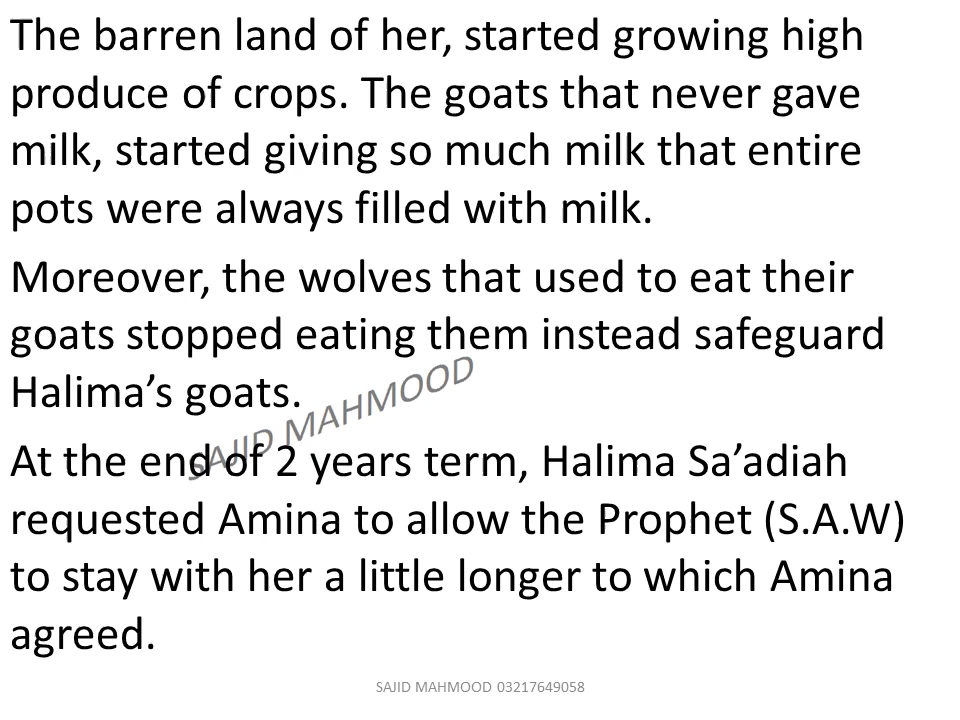 The barren land of her, started growing high
produce of crops. The goats that never gave
milk, started giving so much milk that entire
pots were always filled with milk.
Moreover, the wolves that used to eat their
goats stopped eating them instead safeguard
Halima’s goats.
SAJID MAHMOOD
At the end of 2 years term, Halima Sa’adiah
requested Amina to allow the Prophet (S.A.W)
to stay with her a little longer to which Amina
agreed.
SAJID MAHMOOD 03217649058